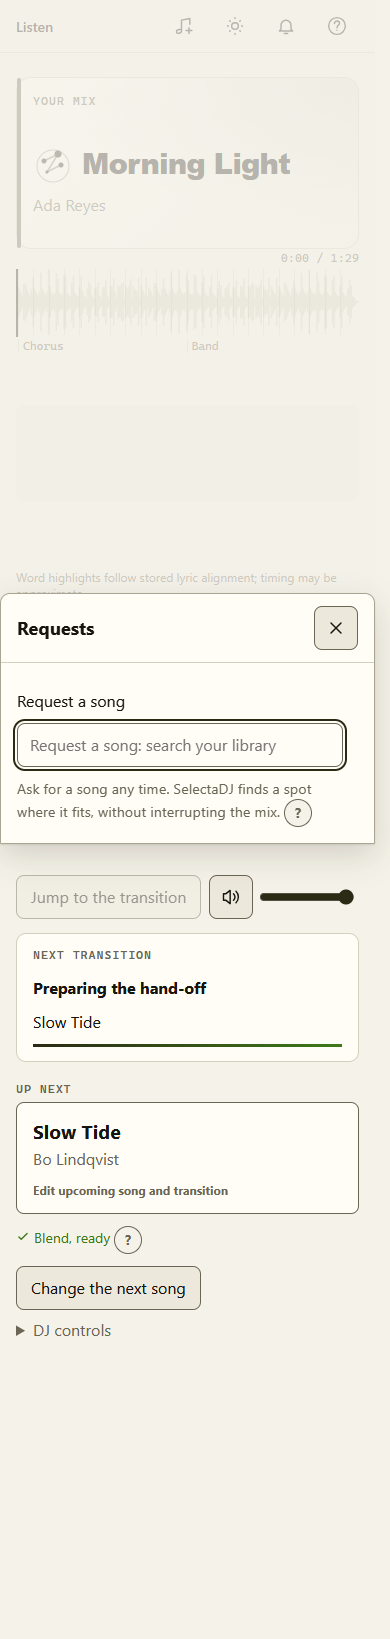 Listen
YOUR MIX
Morning Light
Ada Reyes
0:00 / 1:29
Chorus
Band
Word highlights follow stored lyric alignment; timing may be
Requests
Request a song
Request a song: search your library
Ask for a song any time. SelectaDJ finds a spot
where it fits, without interrupting the mix. ?
Jump to the transition
NEXT TRANSITION
Preparing the hand-off
Slow Tide
UP NEXT
Slow Tide
Bo Lindqvist
Edit upcoming song and transition
Blend, ready ?
Change the next song
DJ controls